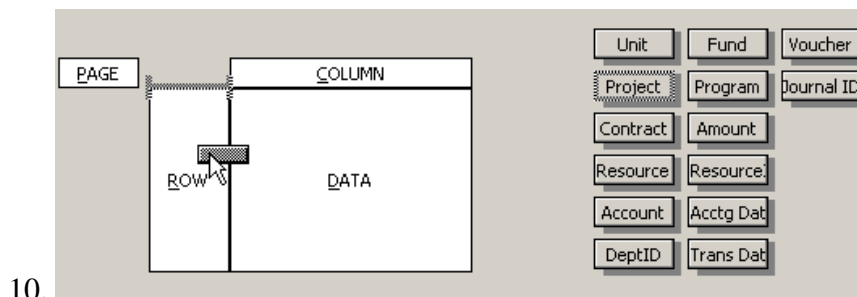 Unit Fund Voucher
PAGE COLUMN
Project Program Journal ID
Contract Amount
ROW DATA
Resource Resource
Account Acctg Dat
DeptID Trans Dat
10.